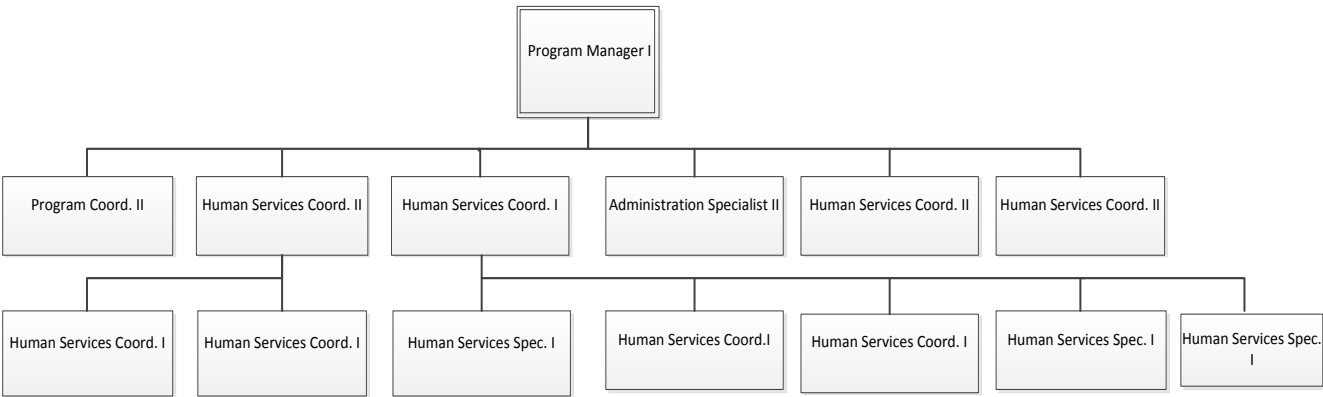 Program Manager I
Program Coord. II
Human Services Coord. II
Human Services Coord. I
Administration Specialist II
Human Services Coord. II
Human Services Coord. II
Human Services Coord. I
Human Services Coord. I
Human Services Spec. I
Human Services Coord.I
Human Services Coord. I
Human Services Spec. I
Human Services Spec.
I